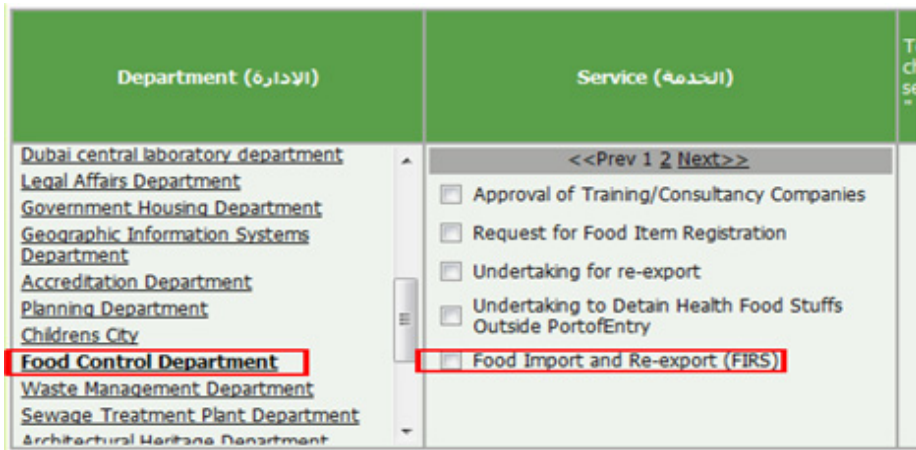 Department (الإدارة)
Service (الخدمة)
Dubai central laboratory department
Legal Affairs Department
Government Housing Department
Geographic Information Systems
Department
Accreditation Department
Planning Department
Childrens City
Food Control Department
Waste Management Department
Sewage Treatment Plant Department
Architectural Heritage Department
<<Prev 1 2 Next>>
Approval of Training/Consultancy Companies
Request for Food Item Registration
Undertaking for re-export
Undertaking to Detain Health Food Stuffs
Outside PortofEntry
Food Import and Re-export (FIRS)